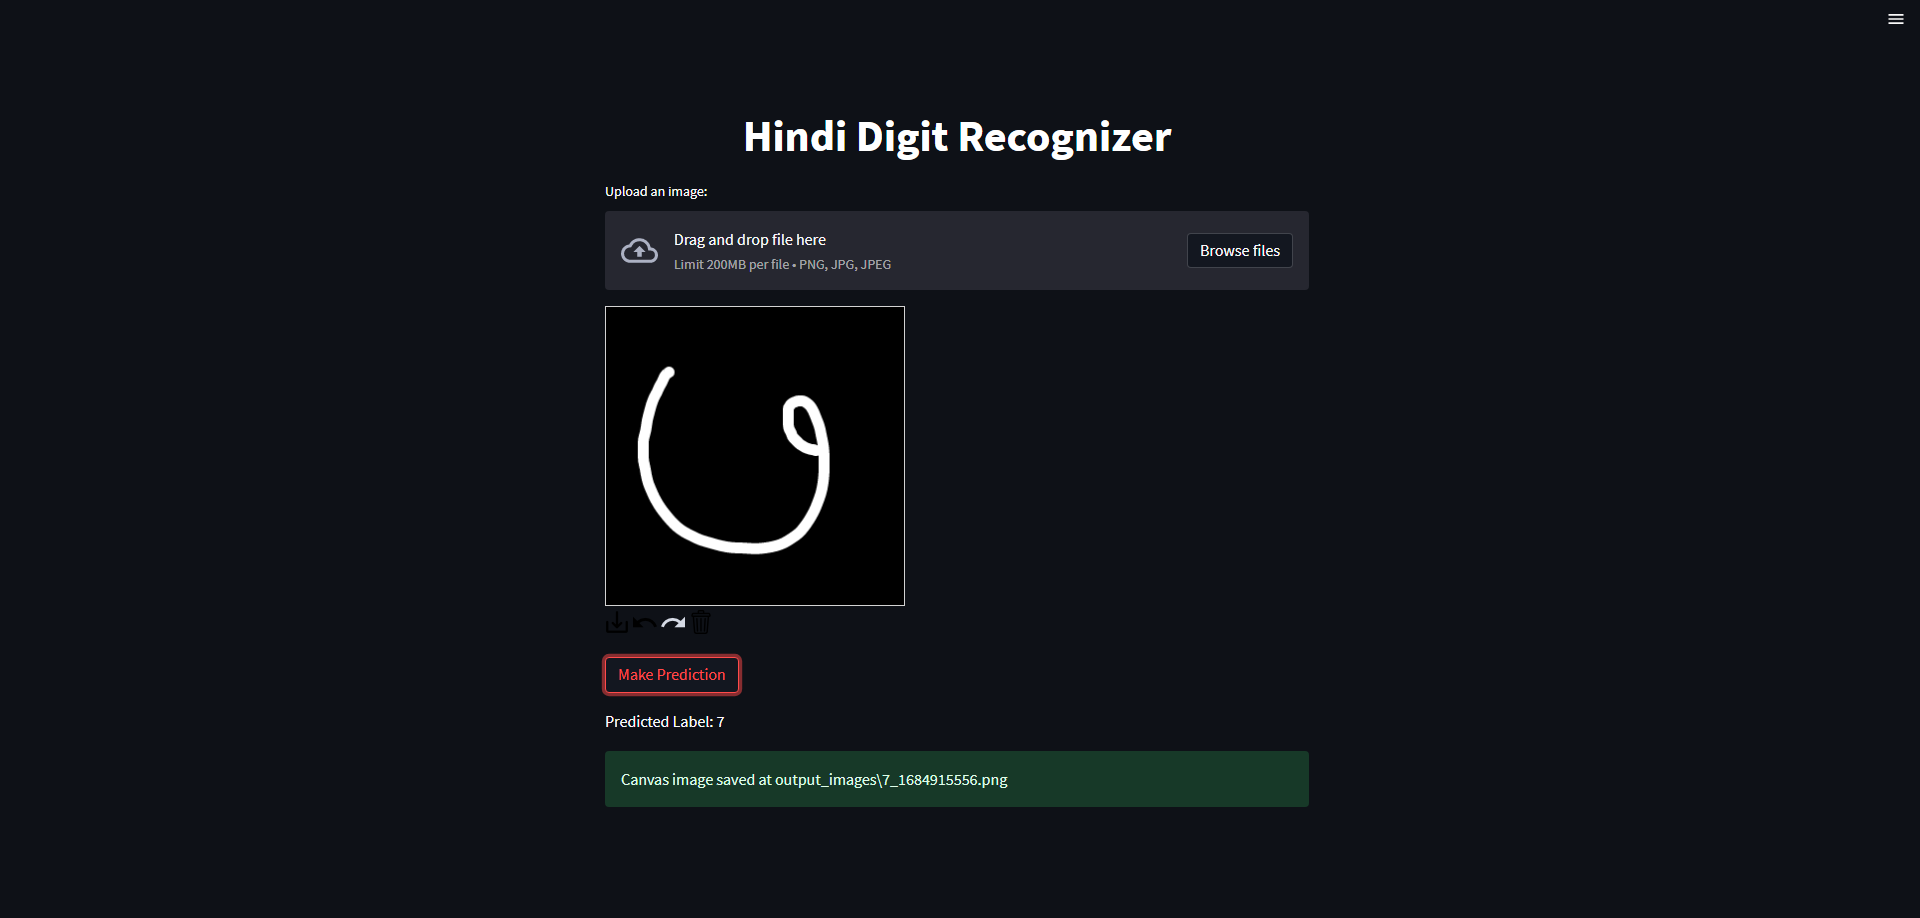 Hindi Digit Recognizer
Upload an image:
Drag and drop file here
Limit 200MB per file • PNG, JPG, JPEG
Browse files
७
Make Prediction
Predicted Label: 7
Canvas image saved at output_images\7_1684915556.png